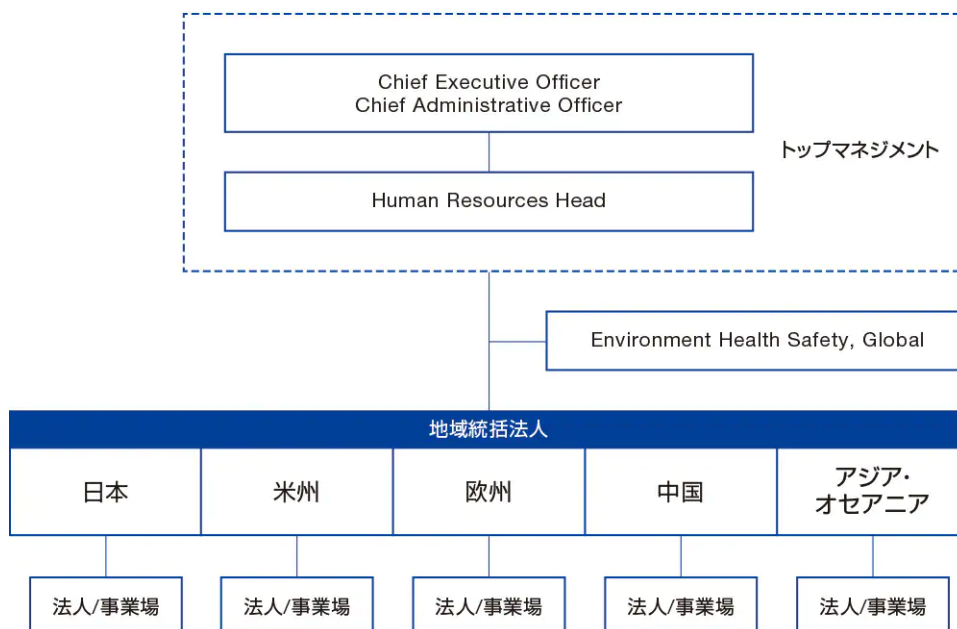 Chief Executive Officer
Chief Administrative Officer
トップマネジメント
Human Resources Head
Environment Health Safety, Global
地域統括法人
日本
米州
欧州
中国
アジア・
オセアニア
法人/事業場
法人/事業場
法人/事業場
法人/事業場
法人/事業場